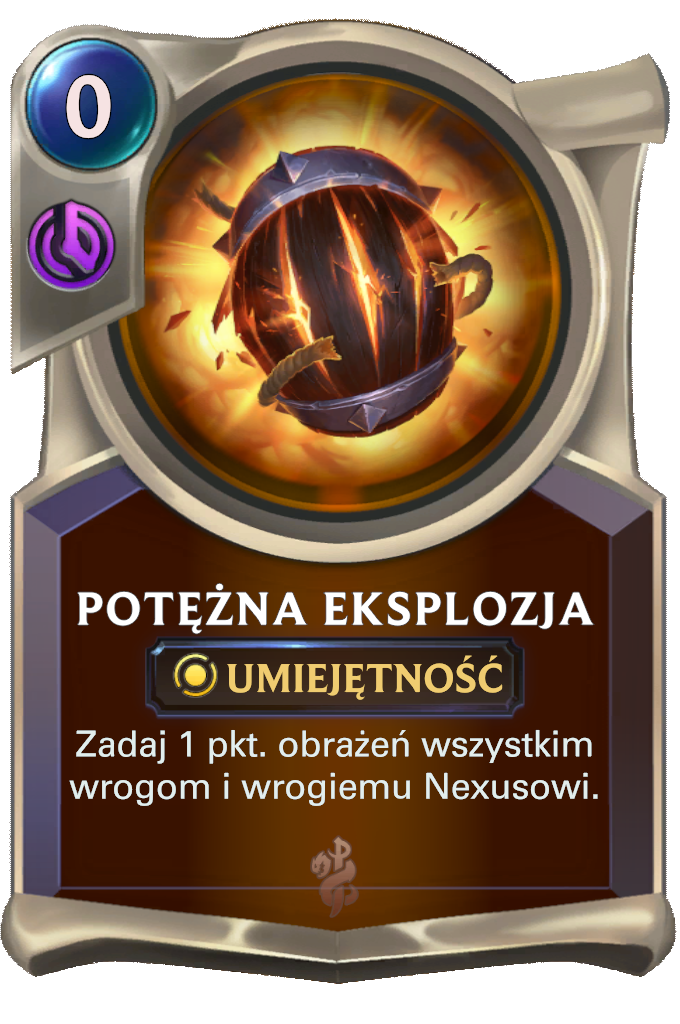 0
POTĘŻNA EKSPLOZJA
UMIEJĘTNOŚĆ
Zadaj 1 pkt. obrażeń wszystkim
wrogom i wrogiemu Nexusowi.